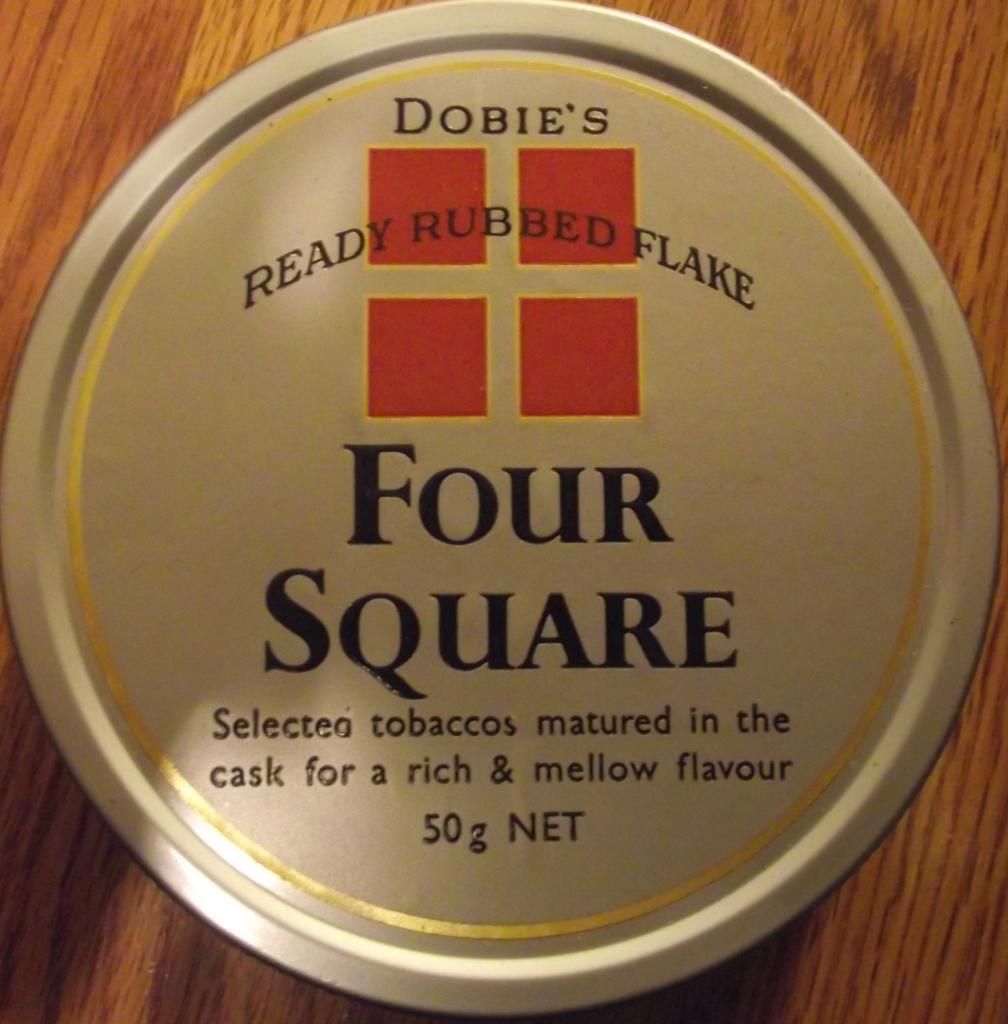 DOBIE'S
READY RUBBED FLAKE
FOUR
SQUARE
Selected tobaccos matured in the
cask for a rich & mellow flavour
50g NET